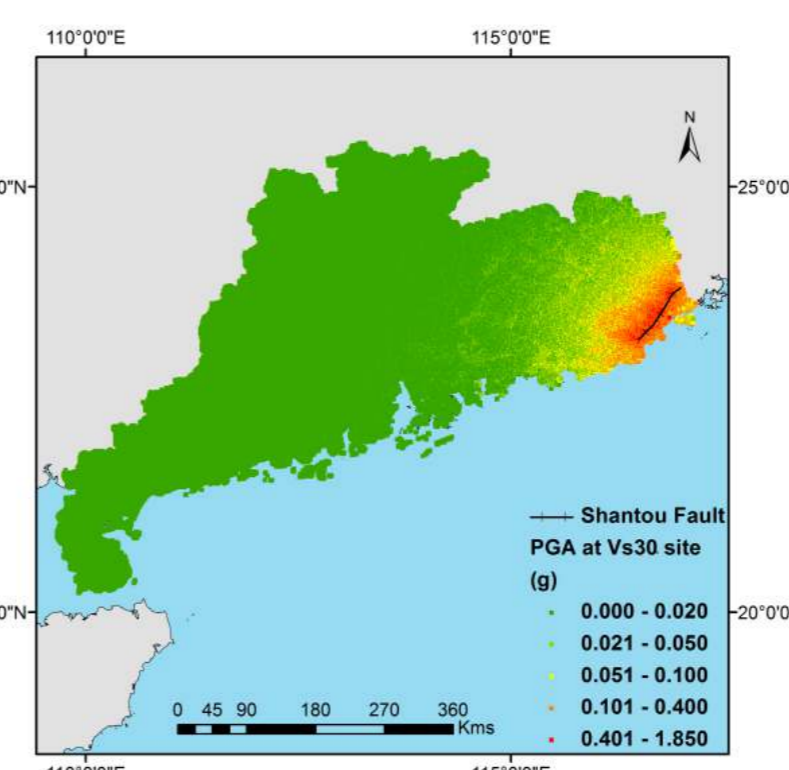 110°0'0"E 115°0'0"E
N
0"N 25°0'0
Shantou Fault
PGA at Vs30 site
(g)
0.000 - 0.020
0"N 20°0'0
0.021 - 0.050
0.051 - 0.100
0.101 - 0.400
0.401 - 1.850
0 45 90 180 270 360
Kms